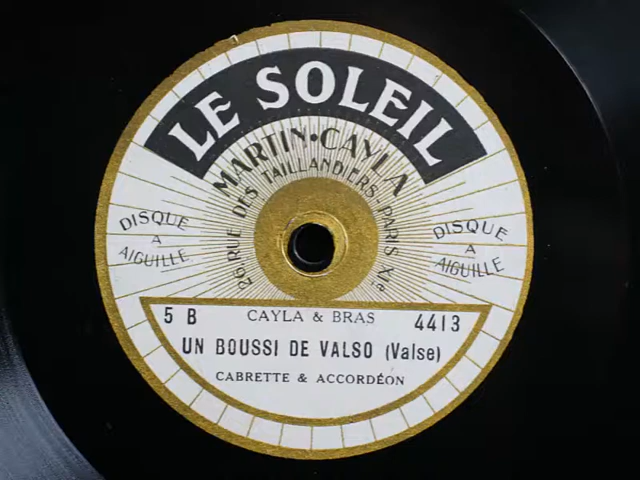 LE SOLEIL
MARTIN•CAYLA
26 RUE DES TAILLANDIERS-PARIS XIe
DISQUE
A
AIGUILLE
DISQUE
A
AIGUILLE
5 B
CAYLA & BRAS
4413
UN BOUSSI DE VALSO (Valse)
CABRETTE & ACCORDÉON